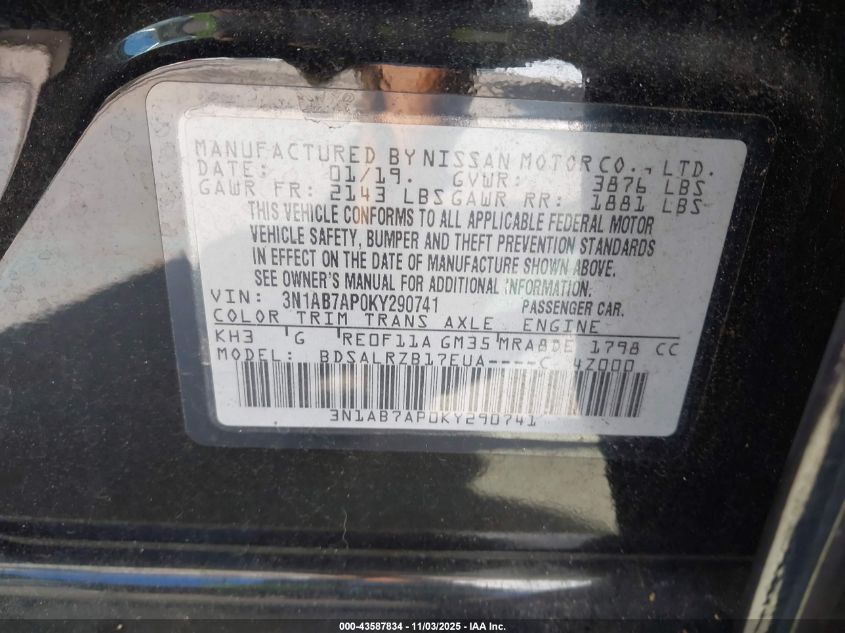 MANUFACTURED BY NISSAN MOTOR CO., LTD.
DATE: 01/19. GVWR: 3876 LBS
GAWR FR: 2143 LBS GAWR RR: 1881 LBS
THIS VEHICLE CONFORMS TO ALL APPLICABLE FEDERAL MOTOR
VEHICLE SAFETY, BUMPER AND THEFT PREVENTION STANDARDS
IN EFFECT ON THE DATE OF MANUFACTURE SHOWN ABOVE.
SEE OWNER'S MANUAL FOR ADDITIONAL INFORMATION.
VIN: 3N1AB7AP0KY290741 PASSENGER CAR.
COLOR TRIM TRANS AXLE ENGINE
KH3 G RE0F11A GM35 MRA8DE 1798 CC
MODEL: BDSALRZB17EUA----C 4Z000
3N1AB7AP0KY290741
000-43587834 - 11/03/2025 - IAA Inc.